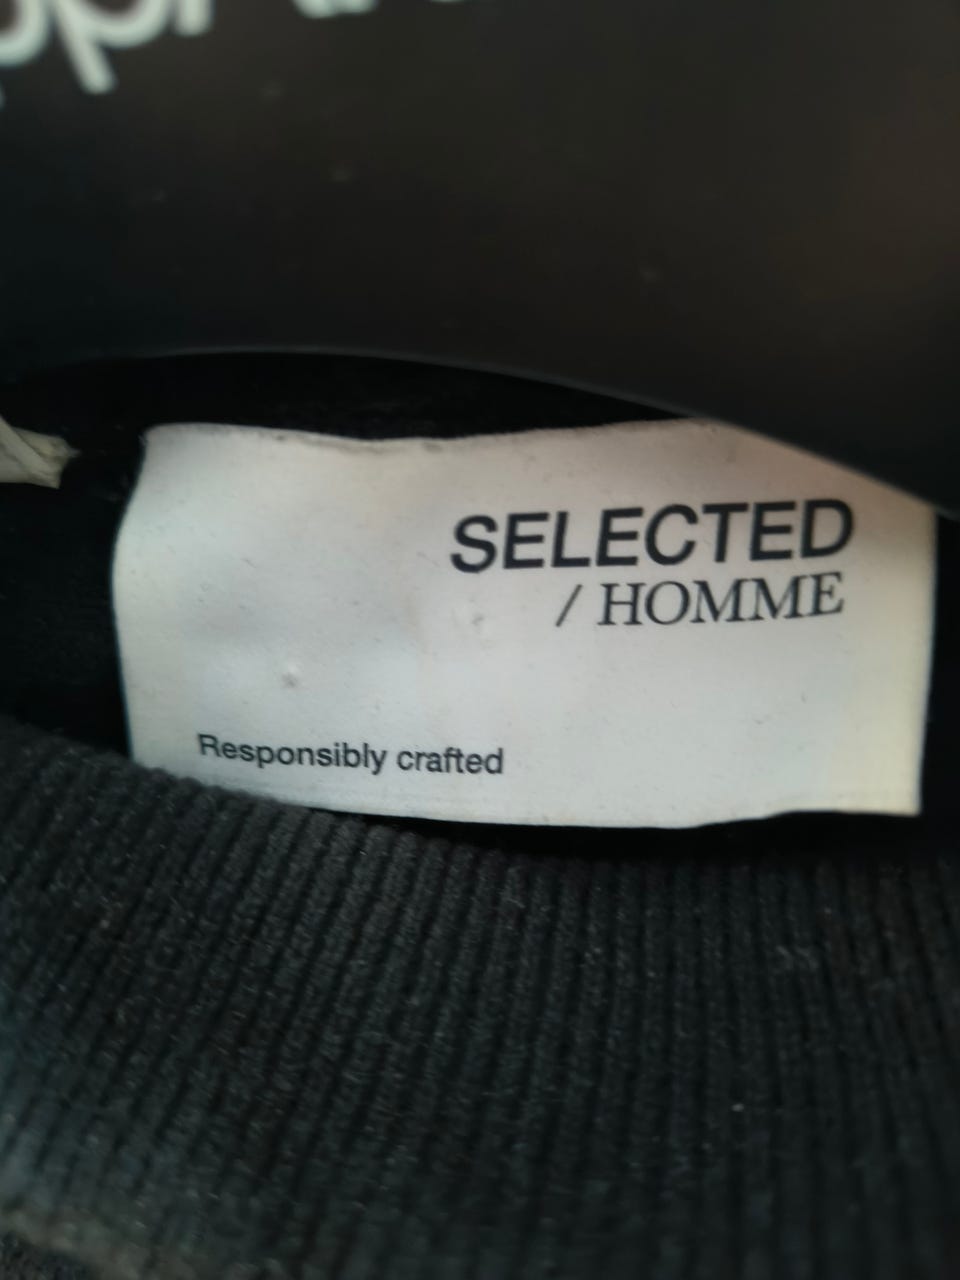 SELECTED
/ HOMME
Responsibly crafted